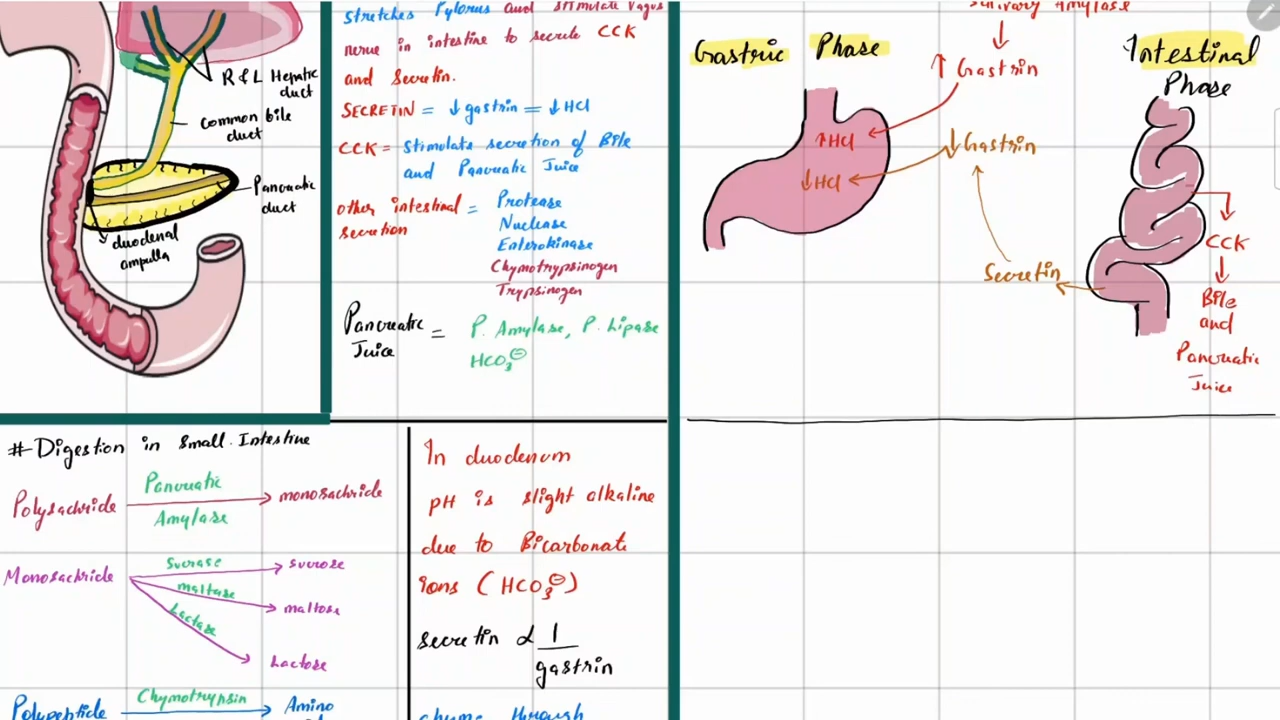 R & L Hepatic
duct
Common bile
duct
Pancreatic
duct
duodenal
ampulla
Stretches Pylorus and stimulate Vagus
nerve in intestine to secrete CCK
and Secretin.
SECRETIN = ↓ gastrin = ↓ HCl
CCK = Stimulate secretion of Bile
and Pancreatic Juice
other intestinal = Protease
secretion Nuclease
Enterokinase
Chymotrypsinogen
Trypsinogen
Pancreatic = P. Amylase, P. Lipase
Juice HCO₃⊖
Salivary Amylase
Gastric Phase
↑ Gastrin
↑HCl
↓ Gastrin
↓HCl
Secretin
Intestinal
Phase
CCK
Bile
and
Pancreatic
Juice
# Digestion in Small Intestine
Polysachride Pancreatic Amylase monosachride
Monosachride Sucrase sucrose
maltase maltose
Lactase Lactose
Polypeptide Chymotrypsin Amino
In duodenum
pH is slight alkaline
due to Bicarbonate
ions (HCO₃⊖)
secretin α 1
gastrin
chyme through